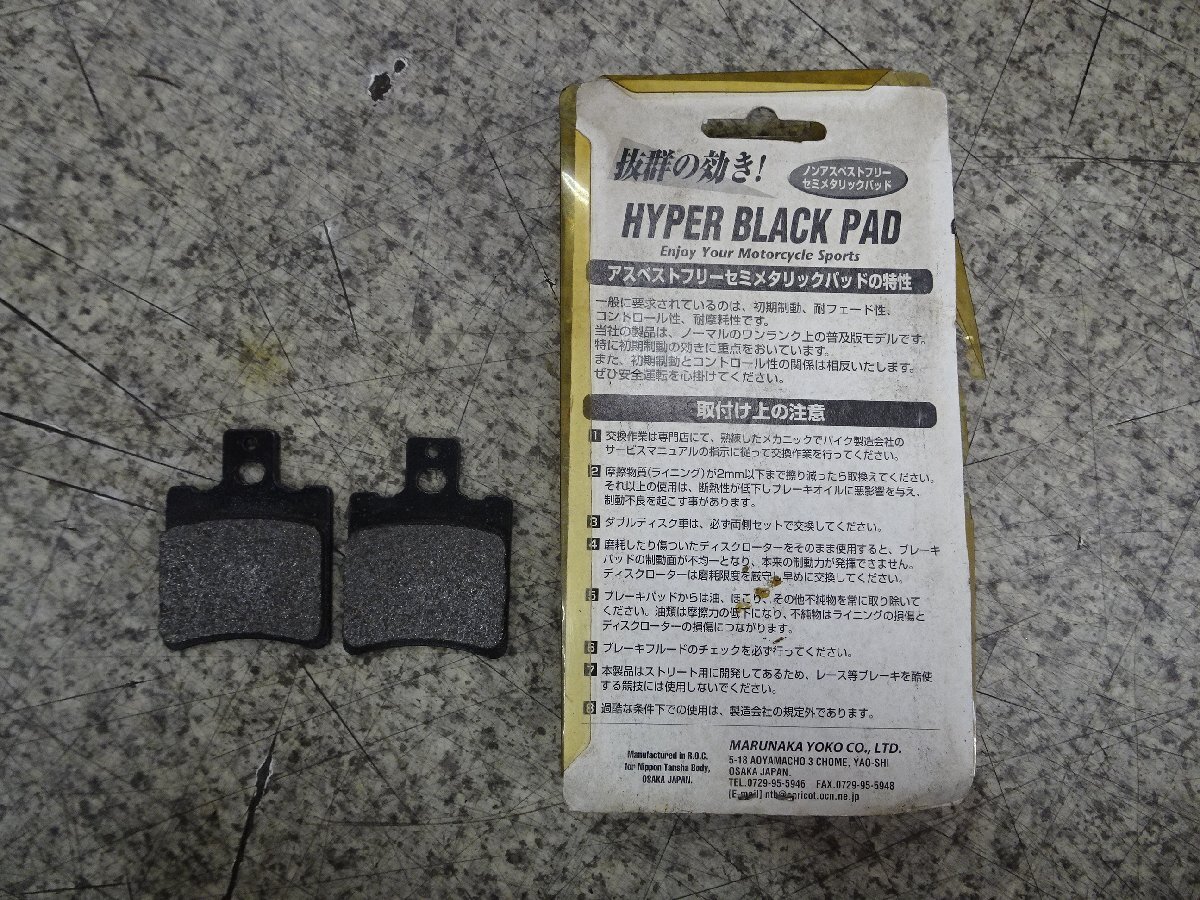 抜群の効き!
ノンアスベストフリー
セミメタリックパッド
HYPER BLACK PAD
Enjoy Your Motorcycle Sports
アスベストフリーセミメタリックパッドの特性
一般に要求されているのは、初期制動、耐フェード性、
コントロール性、耐摩耗性です。
当社の製品は、ノーマルのワンランク上の普及版モデルです。
特に初期制動の効きに重点をおいています。
また、初期制動とコントロール性の関係は相反いたします。
ぜひ安全運転を心掛けてください。
取付け上の注意
1 交換作業は専門店にて、熟練したメカニックでバイク製造会社の
サービスマニュアルの指示に従って交換作業を行ってください。
2 摩擦物質(ライニング)が2mm以下まで擦り減ったら取換えてください。
それ以上の使用は、断熱性が低下しブレーキオイルに悪影響を与え、
制動不良を起こす事があります。
3 ダブルディスク車は、必ず両側セットで交換してください。
4 磨耗したり傷ついたディスクローターをそのまま使用すると、ブレーキ
パッドの制動面が不均一となり、本来の制動力が発揮できません。
ディスクローターは磨耗限度を厳守し早めに交換してください。
5 ブレーキパッドからは油、ほこり、その他不純物を常に取り除いて
ください。油類は摩擦力の低下になり、不純物はライニングの損傷と
ディスクローターの損傷につながります。
6 ブレーキフルードのチェックを必ず行ってください。
7 本製品はストリート用に開発してあるため、レース等ブレーキを酷使
する競技には使用しないでください。
8 過酷な条件下での使用は、製造会社の規定外であります。
Manufactured in R.O.C.
for Nippon Tansha Body,
OSAKA JAPAN.
MARUNAKA YOKO CO., LTD.
5-18 AOYAMACHO 3 CHOME, YAO-SHI
OSAKA JAPAN.
TEL.0729-95-5946 FAX.0729-95-5948
[E-mail] ntb@apricot.ocn.ne.jp